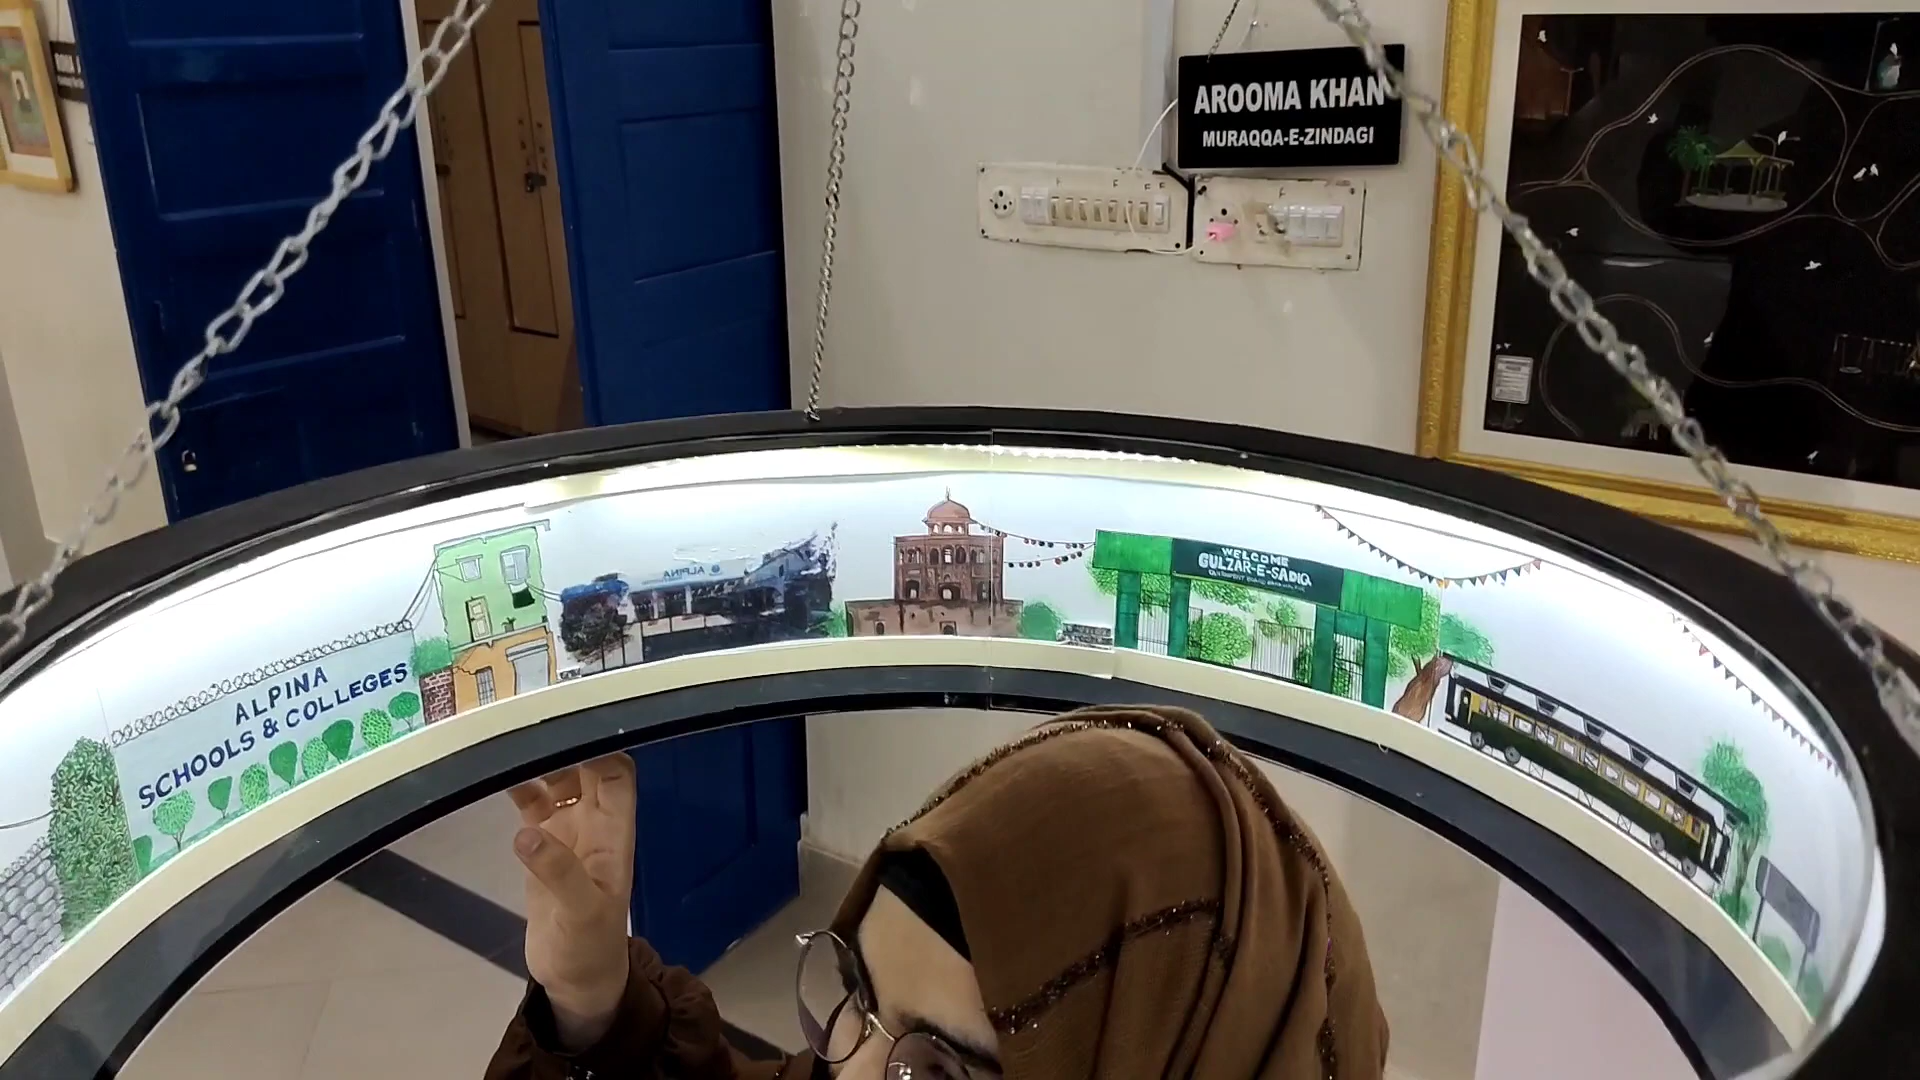 AROOMA KHAN
MURAQQA-E-ZINDAGI
ALPINA
WELCOME
GULZAR-E-SADIQ
ALPINA
SCHOOLS & COLLEGES